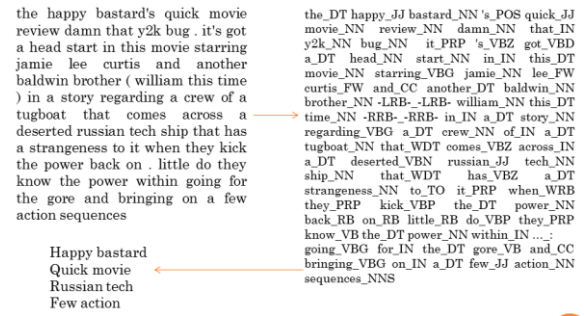 the happy bastard's quick movie
review damn that y2k bug . it's got
a head start in this movie starring
jamie lee curtis and another
baldwin brother ( william this time
) in a story regarding a crew of a
tugboat that comes across a
deserted russian tech ship that has
a strangeness to it when they kick
the power back on . little do they
know the power within going for
the gore and bringing on a few
action sequences
the_DT happy_JJ bastard_NN 's_POS quick_JJ
movie_NN review_NN damn_NN that_IN
y2k_NN bug_NN it_PRP 's_VBZ got_VBD
a_DT head_NN start_NN in_IN this_DT
movie_NN starring_VBG jamie_NN lee_FW
curtis_FW and_CC another_DT baldwin_NN
brother_NN -LRB-_-LRB- william_NN this_DT
time_NN -RRB-_-RRB- in_IN a_DT story_NN
regarding_VBG a_DT crew_NN of_IN a_DT
tugboat_NN that_WDT comes_VBZ across_IN
a_DT deserted_VBN russian_JJ tech_NN
ship_NN that_WDT has_VBZ a_DT
strangeness_NN to_TO it_PRP when_WRB
they_PRP kick_VBP the_DT power_NN
back_RB on_RB little_RB do_VBP they_PRP
know_VB the_DT power_NN within_IN ..._:
going_VBG for_IN the_DT gore_VB and_CC
bringing_VBG on_IN a_DT few_JJ action_NN
sequences_NNS
Happy bastard
Quick movie
Russian tech
Few action